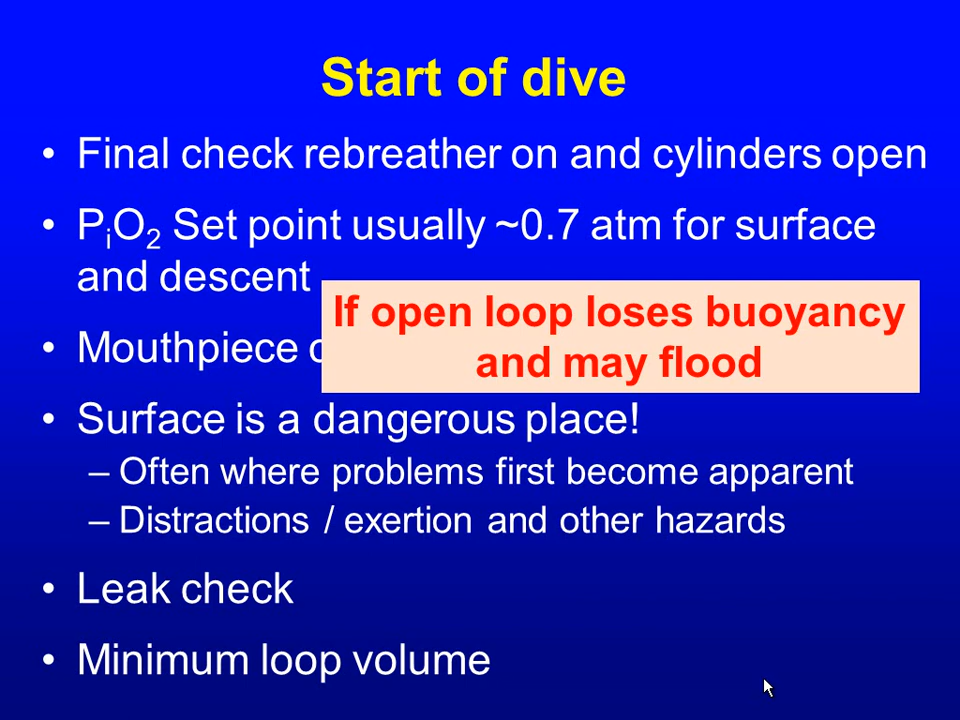 Start of dive
• Final check rebreather on and cylinders open
• PiO2 Set point usually ~0.7 atm for surface
and descent
If open loop loses buoyancy
and may flood
• Mouthpiece
• Surface is a dangerous place!
– Often where problems first become apparent
– Distractions / exertion and other hazards
• Leak check
• Minimum loop volume